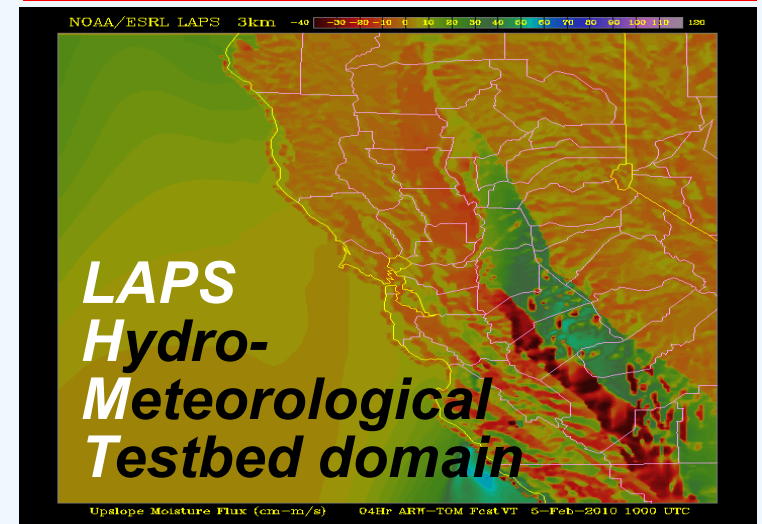 NOAA/ESRL LAPS 3km -40 -30 -20 -10 0 10 20 30 40 50 60 70 80 90 100 110 120
LAPS
Hydro-
Meteorological
Testbed domain
Upslope Moisture Flux (cm-m/s) 04Hr ARW-TOM FcstVT 5-Feb-2010 1000 UTC